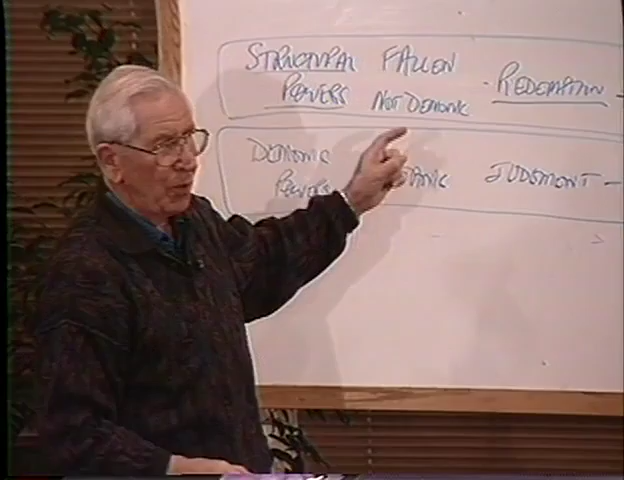 STRUCTURAL FALLEN - REDEMPTION -
POWERS NOT DEMONIC
DEMONIC JUDGMENT -
POWERS